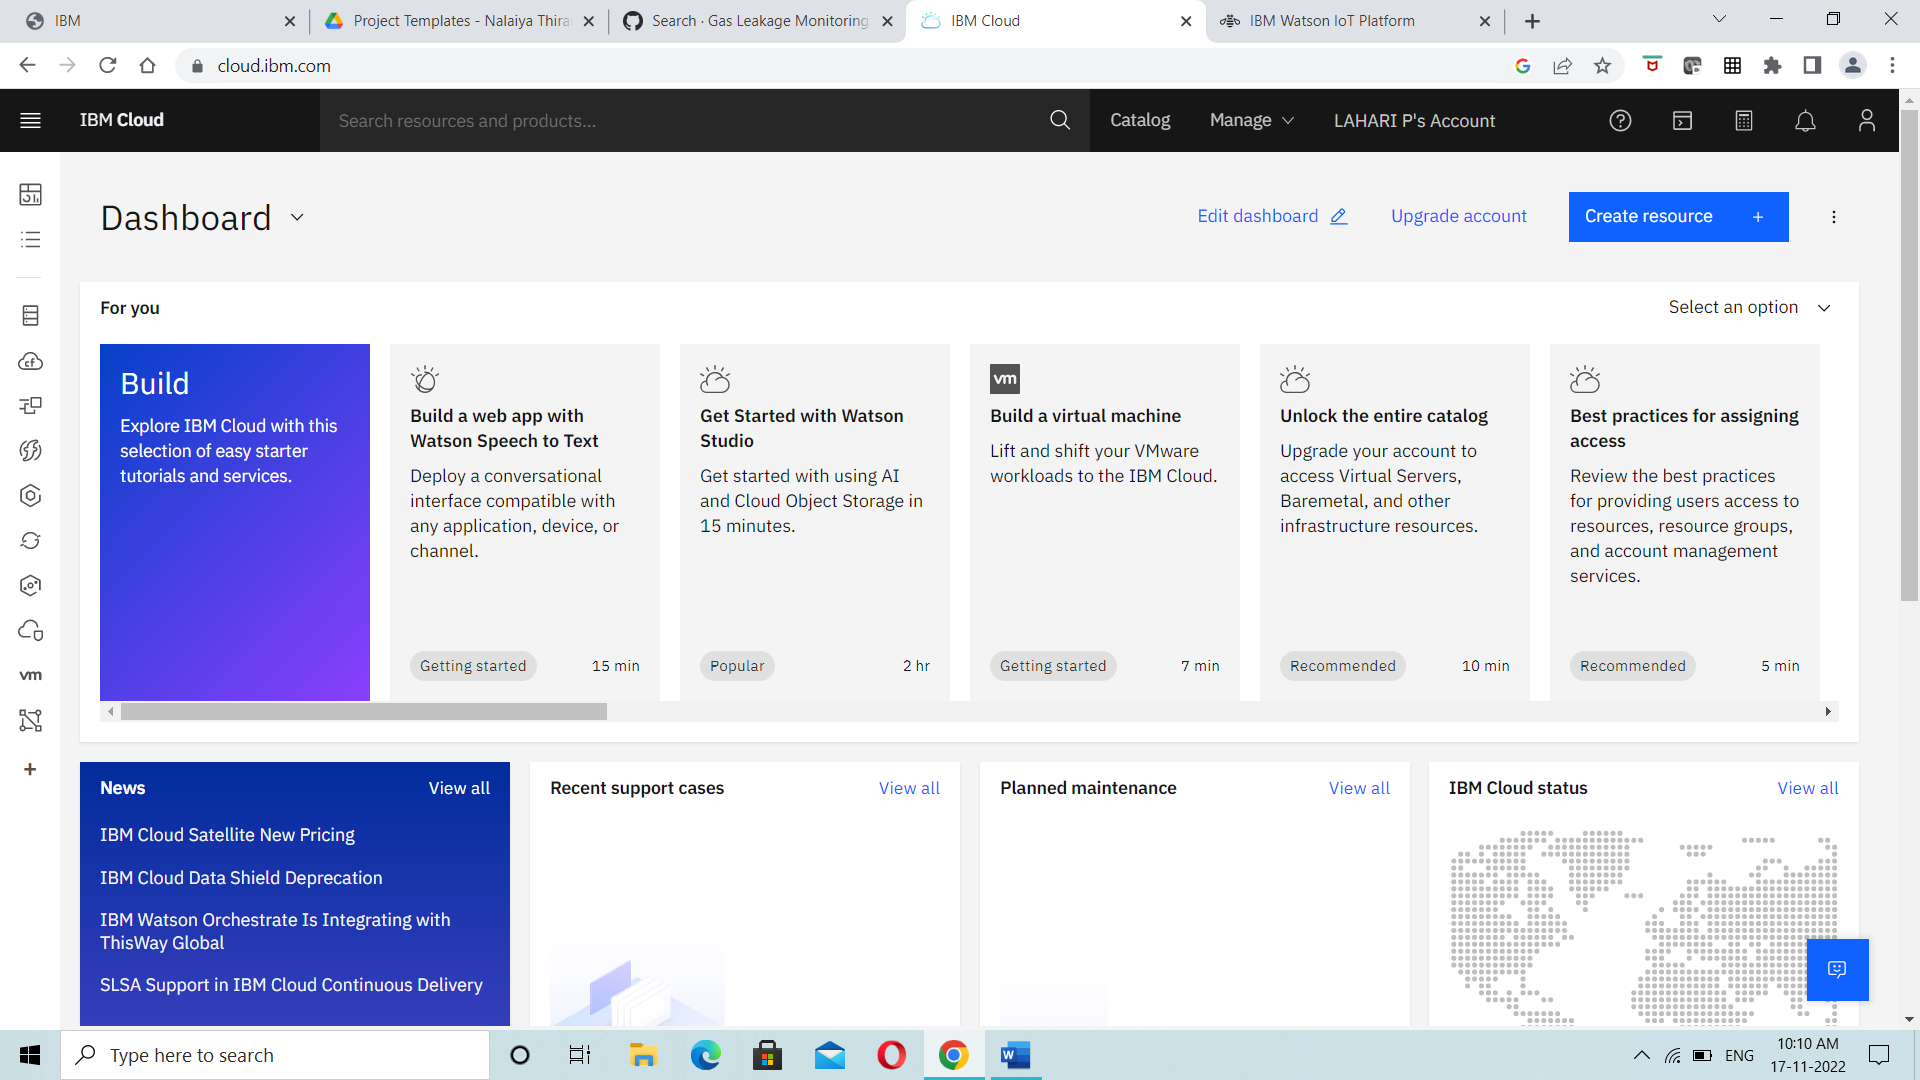 IBM
Project Templates - Nalaiya Thira
Search · Gas Leakage Monitoring
IBM Cloud
IBM Watson IoT Platform
cloud.ibm.com
IBM Cloud
Search resources and products...
Catalog
Manage
LAHARI P's Account
Dashboard
Edit dashboard
Upgrade account
Create resource +
For you
Select an option
Build
Explore IBM Cloud with this
selection of easy starter
tutorials and services.
Build a web app with
Watson Speech to Text
Deploy a conversational
interface compatible with
any application, device, or
channel.
Getting started
15 min
Get Started with Watson
Studio
Get started with using AI
and Cloud Object Storage in
15 minutes.
Popular
2 hr
vm
Build a virtual machine
Lift and shift your VMware
workloads to the IBM Cloud.
Getting started
7 min
Unlock the entire catalog
Upgrade your account to
access Virtual Servers,
Baremetal, and other
infrastructure resources.
Recommended
10 min
Best practices for assigning
access
Review the best practices
for providing users access to
resources, resource groups,
and account management
services.
Recommended
5 min
vm
News
View all
IBM Cloud Satellite New Pricing
IBM Cloud Data Shield Deprecation
IBM Watson Orchestrate Is Integrating with
ThisWay Global
SLSA Support in IBM Cloud Continuous Delivery
Recent support cases
View all
Planned maintenance
View all
IBM Cloud status
View all
Type here to search
ENG
10:10 AM
17-11-2022